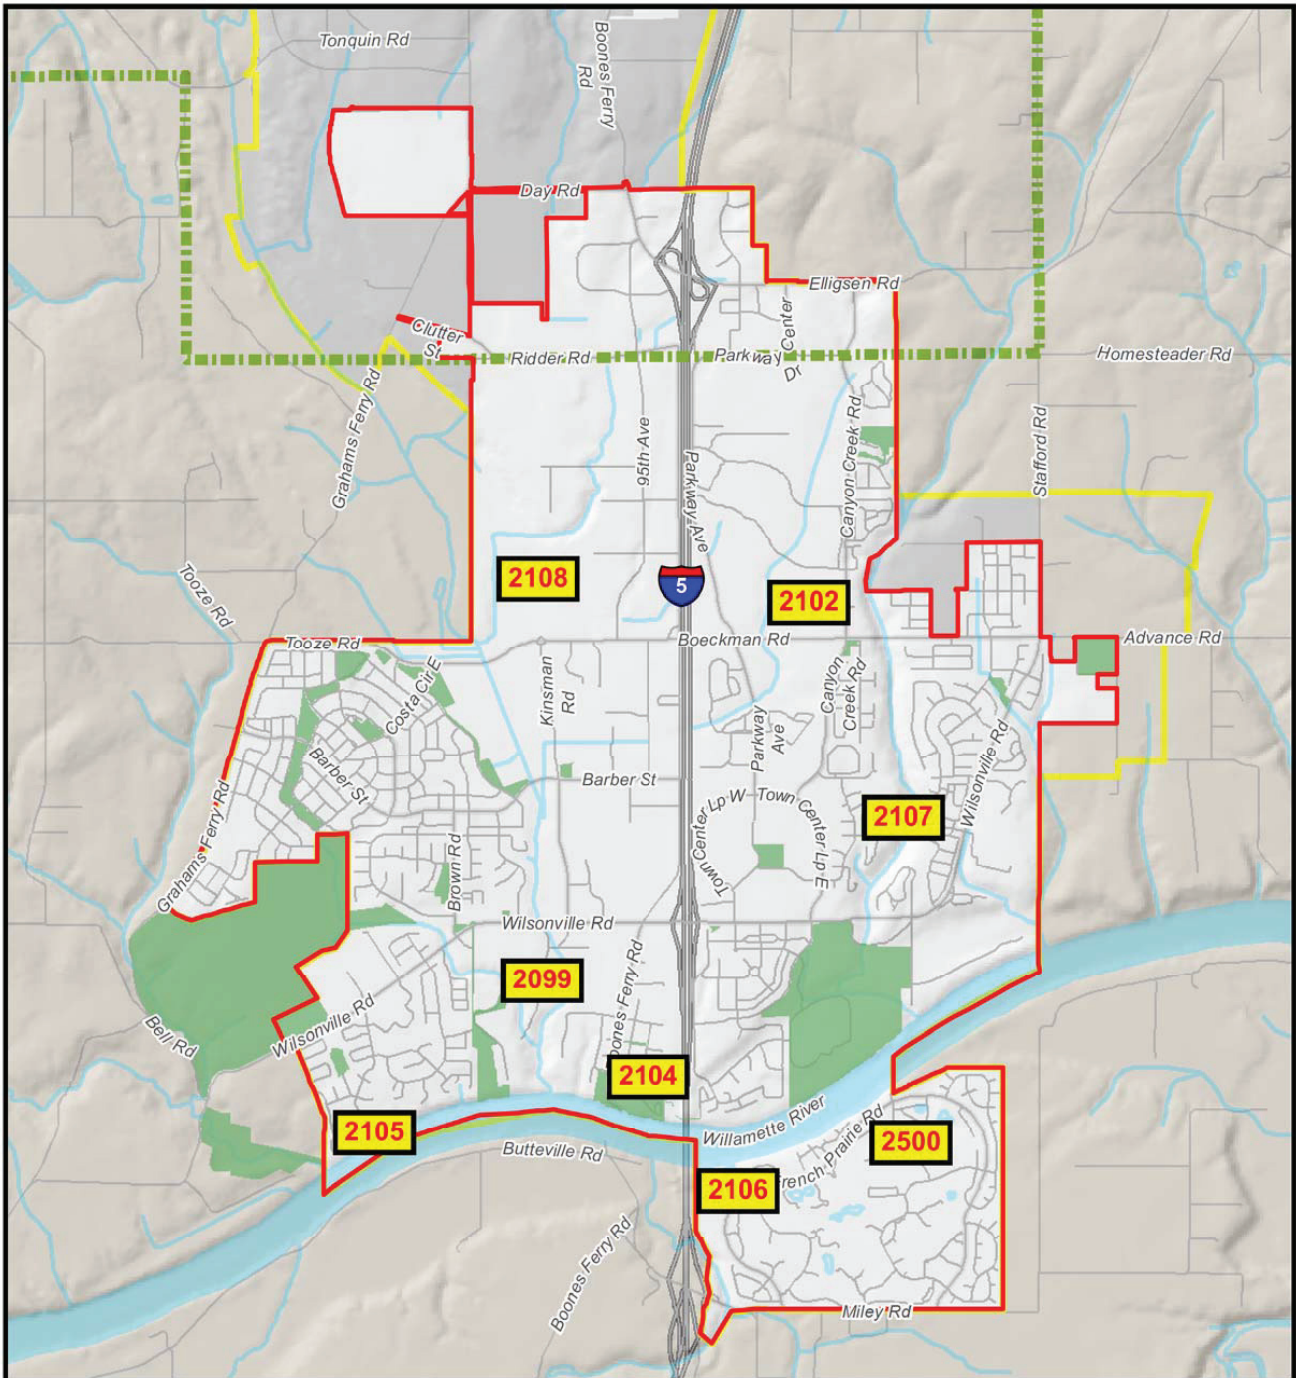 Tonquin Rd
Boones Ferry
Rd
Day Rd
Elligsen Rd
Clutter
St
Ridder Rd
Parkway Center
Dr
Homesteader Rd
Grahams Ferry Rd
95th Ave
Parkway Ave
Canyon Creek Rd
Stafford Rd
Tooze Rd
2108
5
2102
Tooze Rd
Boeckman Rd
Advance Rd
Costa Cir E
Kinsman
Rd
Canyon
Creek Rd
Parkway
Ave
Wilsonville Rd
Barber St
Barber St
Town Center Lp W
Town Center Lp E
2107
Grahams Ferry Rd
Brown Rd
Wilsonville Rd
2099
Boones Ferry Rd
Wilsonville Rd
Bell Rd
2104
2105
Willamette River
Butteville Rd
French Prairie Rd
2500
2106
Boones Ferry Rd
Miley Rd